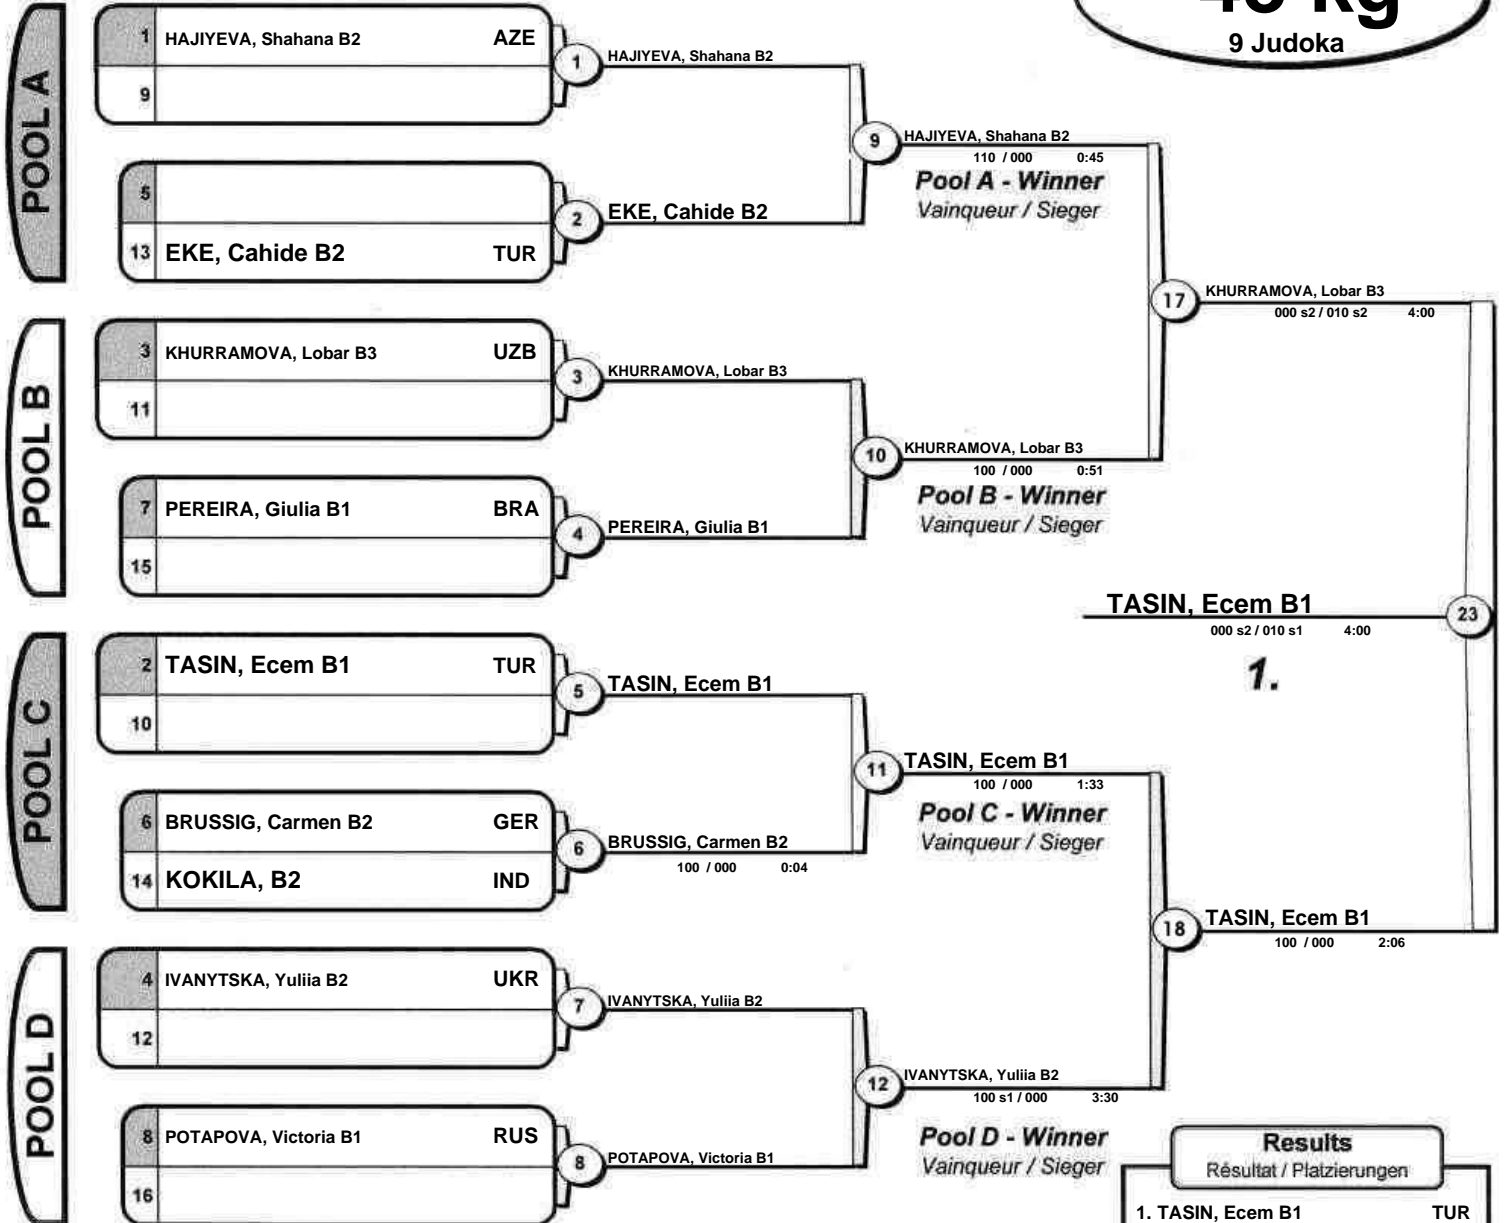 48 kg
9 Judoka
POOL A
1 HAJIYEVA, Shahana B2 AZE
9
1 HAJIYEVA, Shahana B2
5
13 EKE, Cahide B2 TUR
2 EKE, Cahide B2
9 HAJIYEVA, Shahana B2
110 / 000 0:45
Pool A - Winner
Vainqueur / Sieger
POOL B
3 KHURRAMOVA, Lobar B3 UZB
11
3 KHURRAMOVA, Lobar B3
7 PEREIRA, Giulia B1 BRA
15
4 PEREIRA, Giulia B1
10 KHURRAMOVA, Lobar B3
100 / 000 0:51
Pool B - Winner
Vainqueur / Sieger
17 KHURRAMOVA, Lobar B3
000 s2 / 010 s2 4:00
TASIN, Ecem B1 23
000 s2 / 010 s1 4:00
1.
POOL C
2 TASIN, Ecem B1 TUR
10
5 TASIN, Ecem B1
6 BRUSSIG, Carmen B2 GER
14 KOKILA, B2 IND
6 BRUSSIG, Carmen B2
100 / 000 0:04
11 TASIN, Ecem B1
100 / 000 1:33
Pool C - Winner
Vainqueur / Sieger
18 TASIN, Ecem B1
100 / 000 2:06
POOL D
4 IVANYTSKA, Yuliia B2 UKR
12
7 IVANYTSKA, Yuliia B2
8 POTAPOVA, Victoria B1 RUS
16
8 POTAPOVA, Victoria B1
12 IVANYTSKA, Yuliia B2
100 s1 / 000 3:30
Pool D - Winner
Vainqueur / Sieger
Results
Résultat / Platzierungen
1. TASIN, Ecem B1 TUR